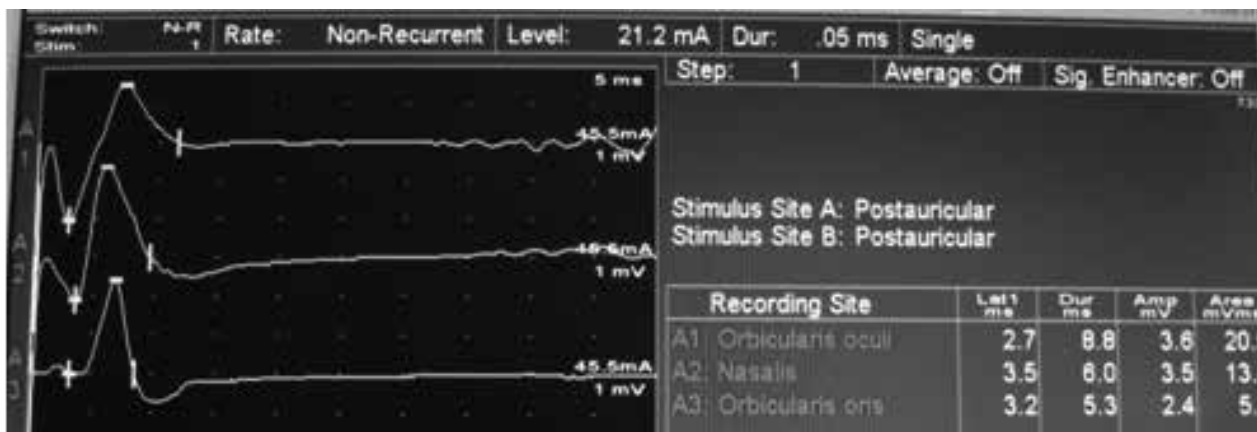 Switch: N-R Rate: Non-Recurrent Level: 21.2 mA Dur: .05 ms Single
Stim: 1
Step: 1 Average: Off Sig. Enhancer: Off
5 ms
A1
45.5mA
1 mV
Stimulus Site A: Postauricular
Stimulus Site B: Postauricular
A2
1 mV
Recording Site Lat1 ms Dur ms Amp mV Area mVms
A1: Orbicularis oculi 2.7 8.8 3.6 20.
A2: Nasalis 3.5 6.0 3.5 13.
A3: Orbicularis oris 3.2 5.3 2.4 5
A3
45.5mA
1 mV